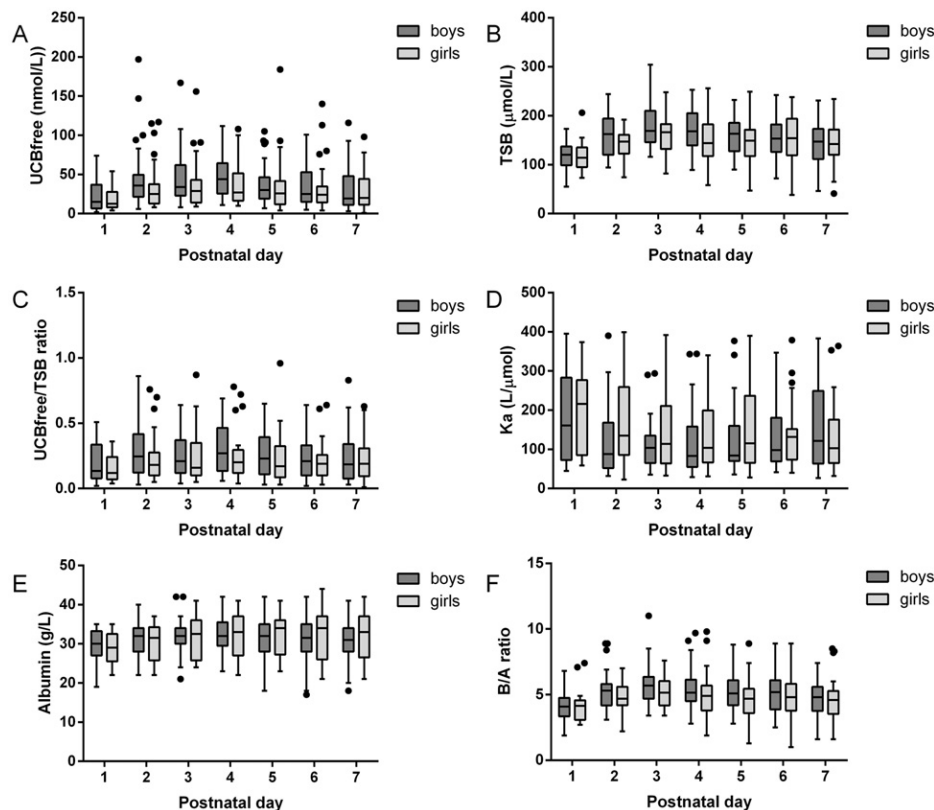 A
UCBfree (nmol/L))
250
200
150
100
50
0
1 2 3 4 5 6 7
Postnatal day
boys
girls
B
TSB (µmol/L)
400
300
200
100
0
1 2 3 4 5 6 7
Postnatal day
boys
girls
C
UCBfree/TSB ratio
1.5
1.0
0.5
0.0
1 2 3 4 5 6 7
Postnatal day
boys
girls
D
Ka (L/µmol)
500
400
300
200
100
0
1 2 3 4 5 6 7
Postnatal day
boys
girls
E
Albumin (g/L)
50
40
30
20
10
0
1 2 3 4 5 6 7
Postnatal day
boys
girls
F
B/A ratio
15
10
5
0
1 2 3 4 5 6 7
Postnatal day
boys
girls